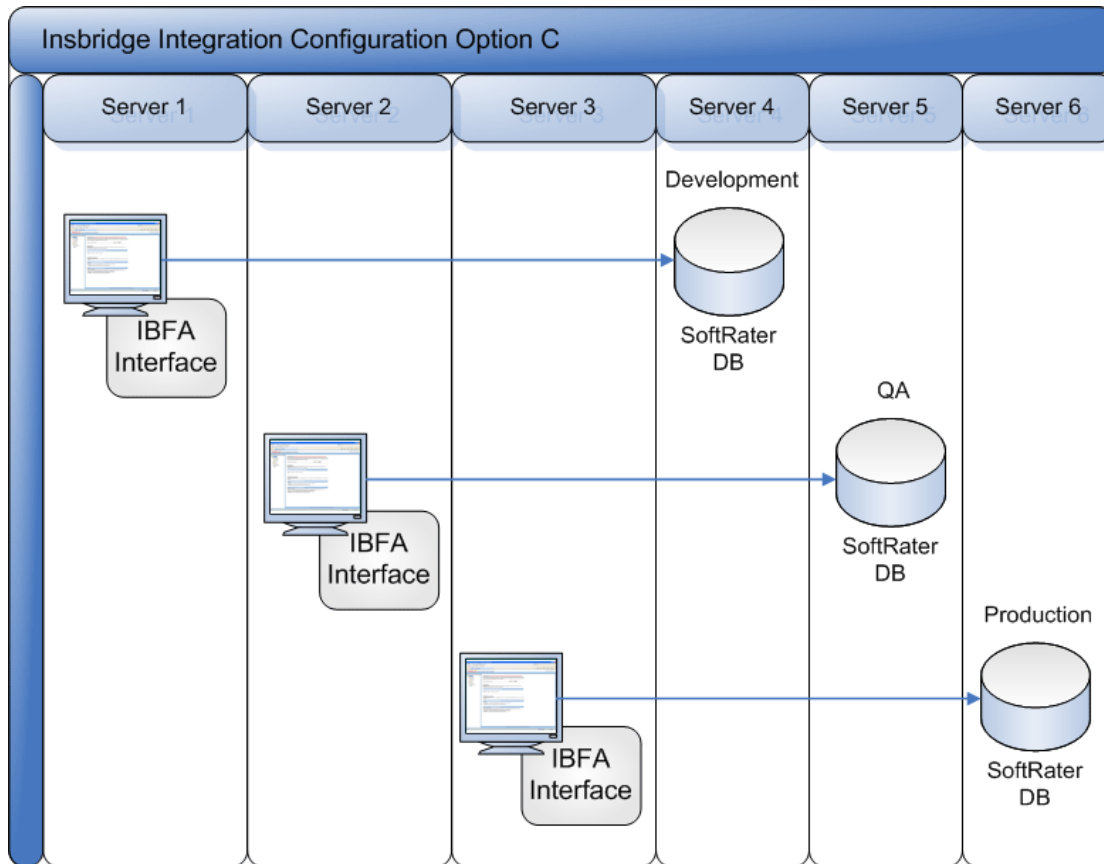 Insbridge Integration Configuration Option C
Server 1
Server 2
Server 3
Server 4
Server 5
Server 6
Development
IBFA
Interface
SoftRater
DB
QA
IBFA
Interface
SoftRater
DB
Production
IBFA
Interface
SoftRater
DB